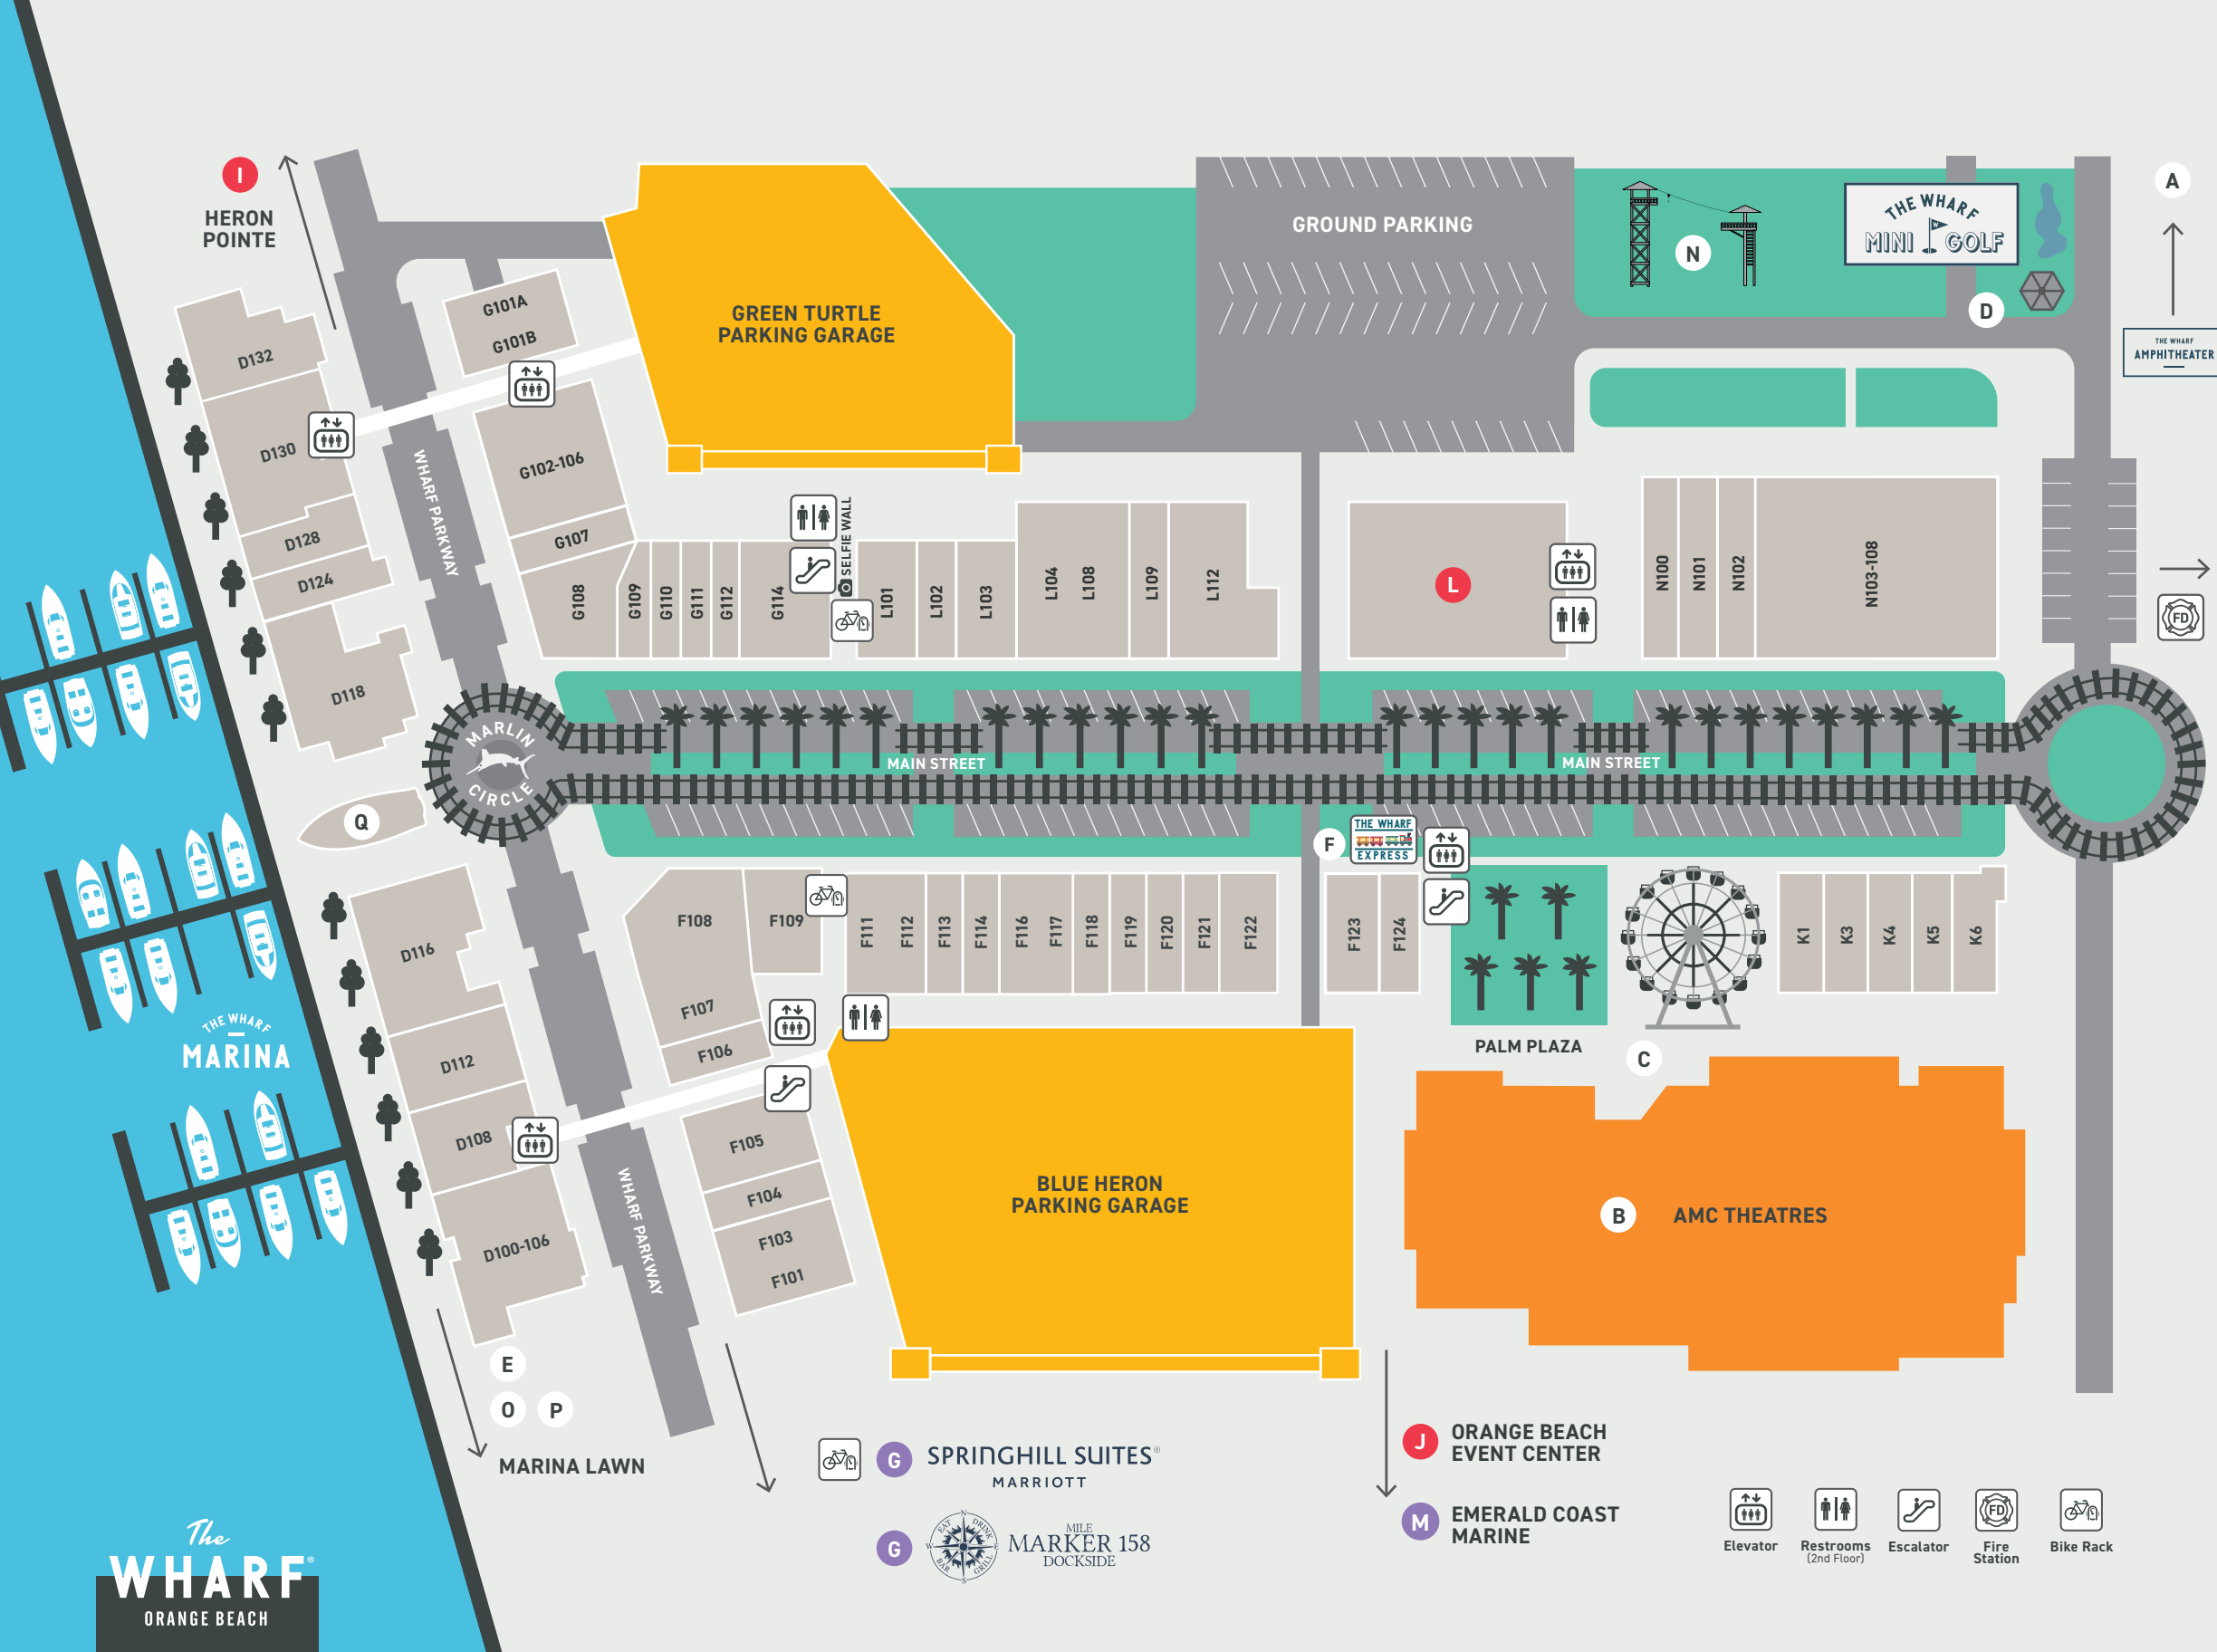 I
HERON
POINTE
GROUND PARKING
N
THE WHARF
MINI GOLF
D
A
THE WHARF
AMPHITHEATER
FD
GREEN TURTLE
PARKING GARAGE
G101A
G101B
G102-106
G107
G108
G109
G110
G111
G112
G114
SELFIE WALL
L101
L102
L103
L104
L108
L109
L112
L
N100
N101
N102
N103-108
D132
D130
D128
D124
D118
WHARF PARKWAY
MARLIN
CIRCLE
MAIN STREET
MAIN STREET
Q
F
THE WHARF
EXPRESS
D116
D112
D108
D100-106
F108
F109
F107
F106
F105
F104
F103
F101
F111
F112
F113
F114
F116
F117
F118
F119
F120
F121
F122
F123
F124
K1
K3
K4
K5
K6
PALM PLAZA
C
B
AMC THEATRES
BLUE HERON
PARKING GARAGE
WHARF PARKWAY
THE WHARF
MARINA
E
O
P
MARINA LAWN
G
SPRINGHILL SUITES®
MARRIOTT
G
N
E
S
W
EAT
DRINK
BAR
GRILL
MILE
MARKER 158
DOCKSIDE
J
ORANGE BEACH
EVENT CENTER
M
EMERALD COAST
MARINE
Elevator
Restrooms
(2nd Floor)
Escalator
FD
Fire
Station
Bike Rack
The
WHARF®
ORANGE BEACH